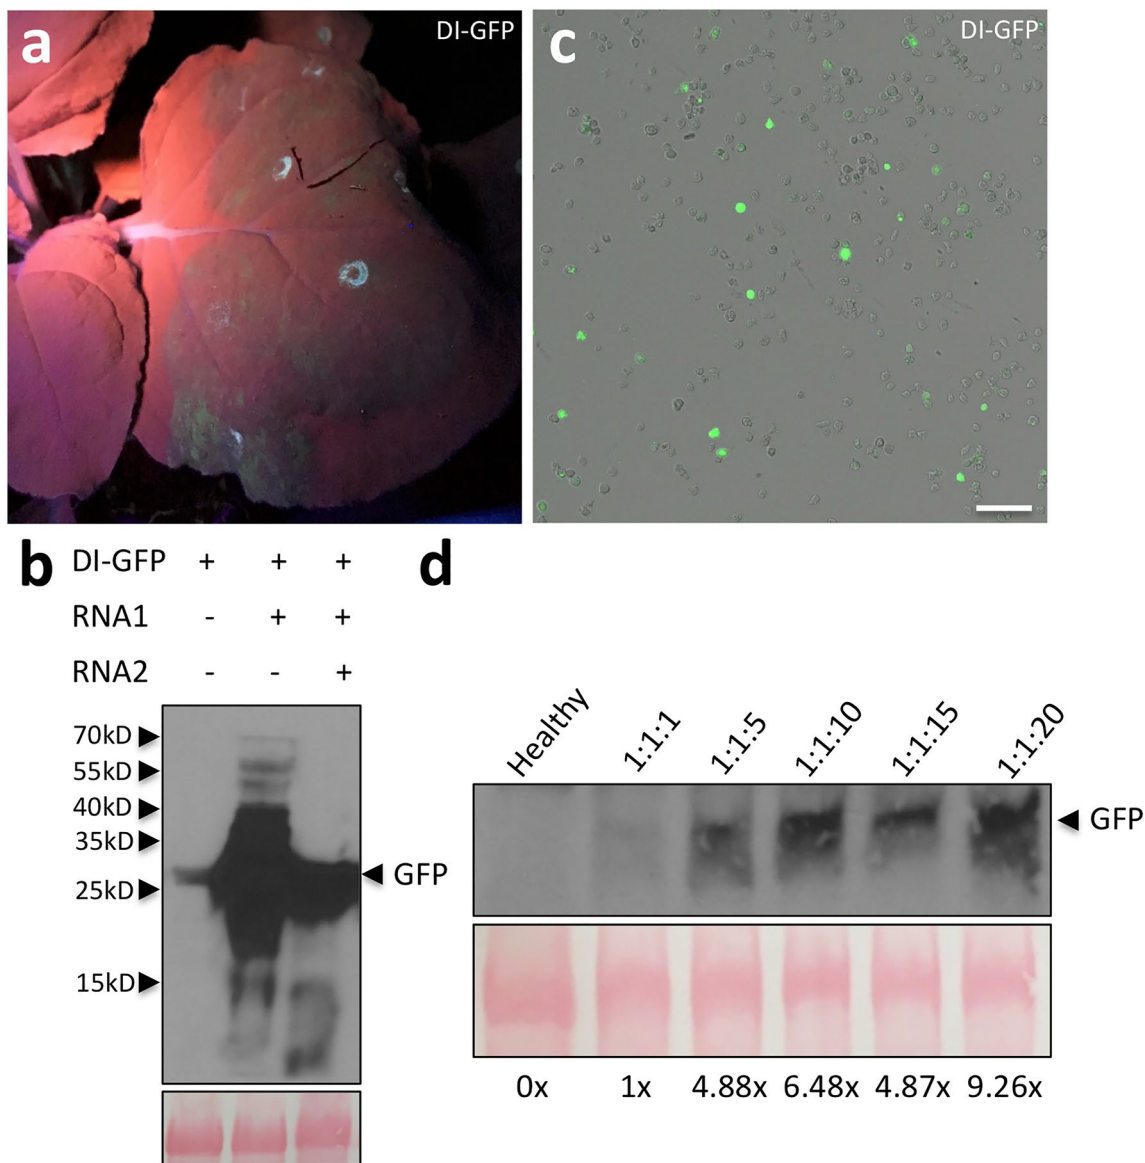 a
DI-GFP
c
DI-GFP
b
DI-GFP + + +
RNA1 - + +
RNA2 - - +
70kD
55kD
40kD
35kD
25kD
15kD
GFP
d
Healthy 1:1:1 1:1:5 1:1:10 1:1:15 1:1:20
GFP
0x 1x 4.88x 6.48x 4.87x 9.26x